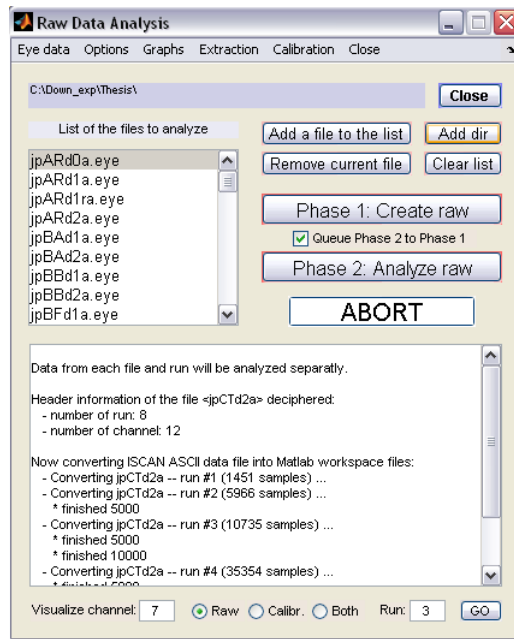 Raw Data Analysis
Eye data Options Graphs Extraction Calibration Close
C:\Down_exp\Thesis\
Close
List of the files to analyze
Add a file to the list Add dir
Remove current file Clear list
jpARd0a.eye
jpARd1a.eye
jpARd1ra.eye
jpARd2a.eye
jpBAd1a.eye
jpBAd2a.eye
jpBBd1a.eye
jpBBd2a.eye
jpBFd1a.eye
Phase 1: Create raw
Queue Phase 2 to Phase 1
Phase 2: Analyze raw
ABORT
Data from each file and run will be analyzed separatly.
Header information of the file <jpCTd2a> deciphered:
- number of run: 8
- number of channel: 12
Now converting ISCAN ASCII data file into Matlab workspace files:
- Converting jpCTd2a -- run #1 (1451 samples) ...
- Converting jpCTd2a -- run #2 (5966 samples) ...
* finished 5000
- Converting jpCTd2a -- run #3 (10735 samples) ...
* finished 5000
* finished 10000
- Converting jpCTd2a -- run #4 (35354 samples) ...
* finished 5000
Visualize channel: 7 Raw Calibr. Both Run: 3 GO